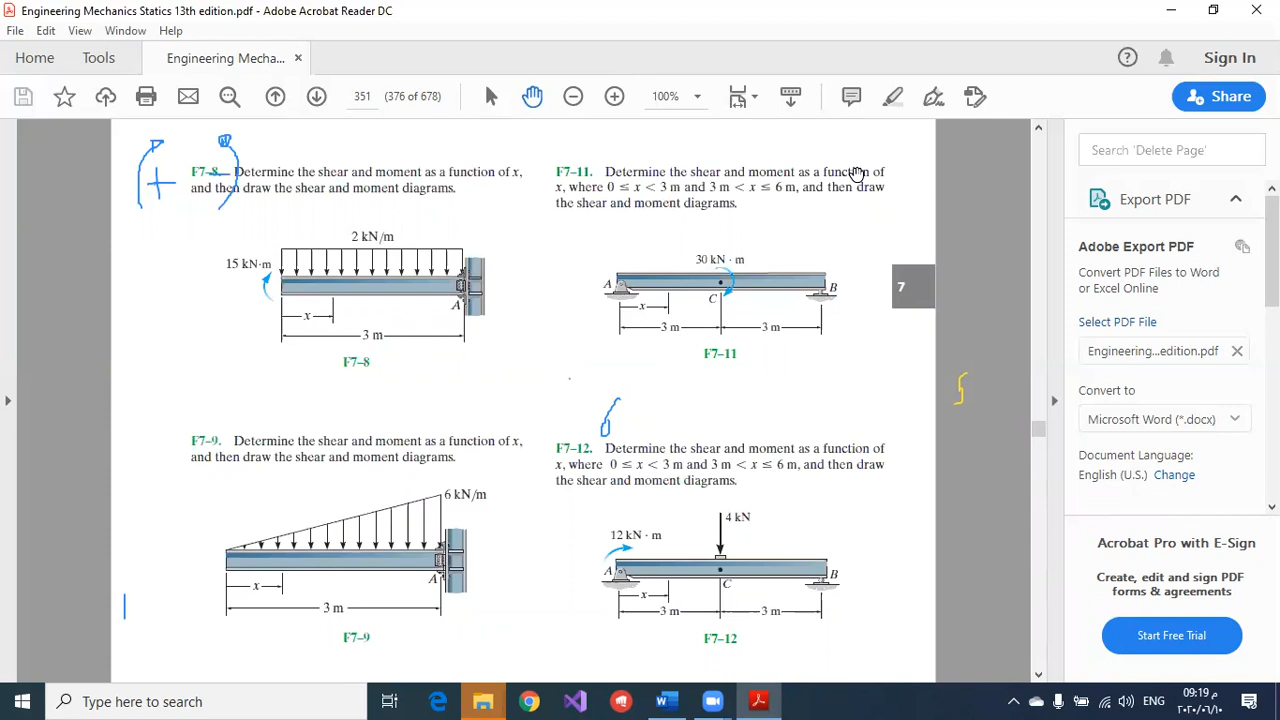 Engineering Mechanics Statics 13th edition.pdf - Adobe Acrobat Reader DC
File Edit View Window Help
Home Tools Engineering Mecha... × Sign In
351 (376 of 678) 100% Share
F7–8. Determine the shear and moment as a function of x,
and then draw the shear and moment diagrams.
2 kN/m
15 kN·m
A
x
3 m
F7–8
F7–9. Determine the shear and moment as a function of x,
and then draw the shear and moment diagrams.
6 kN/m
A
x
3 m
F7–9
F7–11. Determine the shear and moment as a function of
x, where 0 ≤ x < 3 m and 3 m < x ≤ 6 m, and then draw
the shear and moment diagrams.
30 kN · m
A
B
x
C
3 m 3 m
F7–11
F7–12. Determine the shear and moment as a function of
x, where 0 ≤ x < 3 m and 3 m < x ≤ 6 m, and then draw
the shear and moment diagrams.
4 kN
12 kN · m
A
B
C
x
3 m 3 m
F7–12
7
Search 'Delete Page'
Export PDF
Adobe Export PDF
Convert PDF Files to Word
or Excel Online
Select PDF File
Engineering...edition.pdf
Convert to
Microsoft Word (*.docx)
Document Language:
English (U.S.) Change
Acrobat Pro with E-Sign
Create, edit and sign PDF
forms & agreements
Start Free Trial
Type here to search
ENG
م 09:19
٢٠٢٠/٠٦/١٠